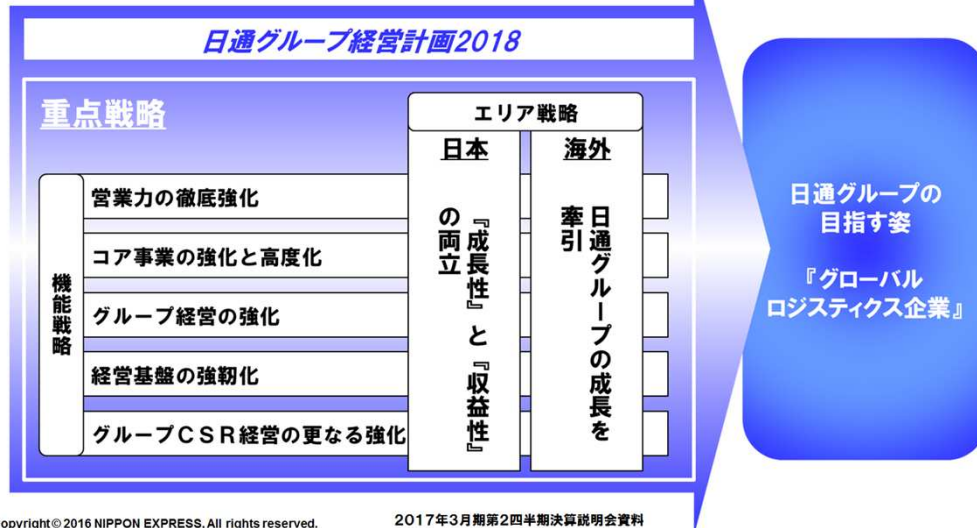 日通グループ経営計画2018
重点戦略
エリア戦略
日本
海外
機能戦略
営業力の徹底強化
コア事業の強化と高度化
グループ経営の強化
経営基盤の強靭化
グループCSR経営の更なる強化
『成長性』と『収益性』
の両立
日通グループの成長を
牽引
日通グループの
目指す姿
『グローバル
ロジスティクス企業』
opyright© 2016 NIPPON EXPRESS. All rights reserved.
2017年3月期第2四半期決算説明会資料